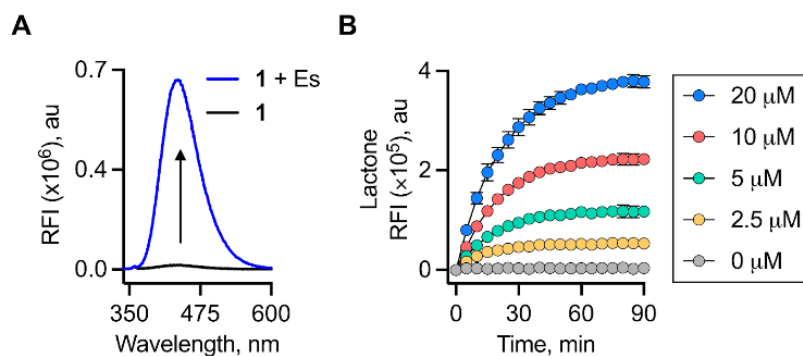 A
RFI (x10⁶), au
0.7
0.4
0.0
1 + Es
1
350 475 600
Wavelength, nm
B
Lactone
RFI (×10⁵), au
4
2
0
0 30 60 90
Time, min
20 μM
10 μM
5 μM
2.5 μM
0 μM